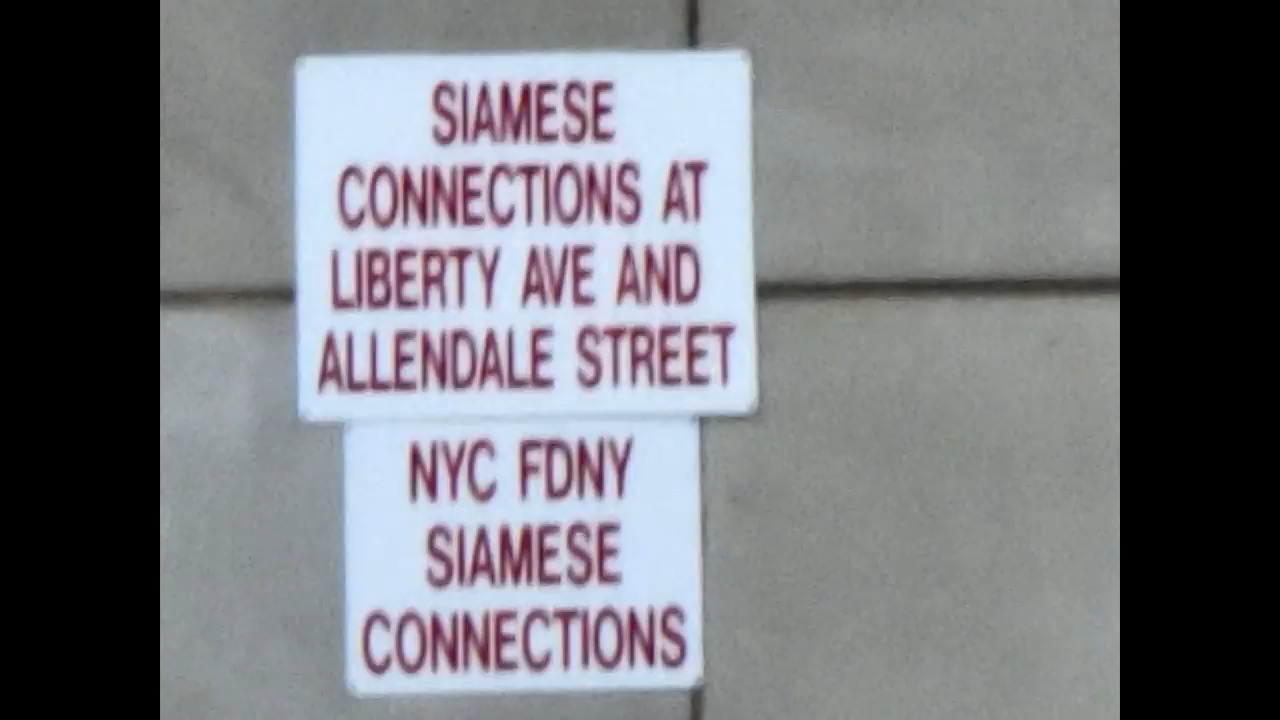 SIAMESE
CONNECTIONS AT
LIBERTY AVE AND
ALLENDALE STREET
NYC FDNY
SIAMESE
CONNECTIONS